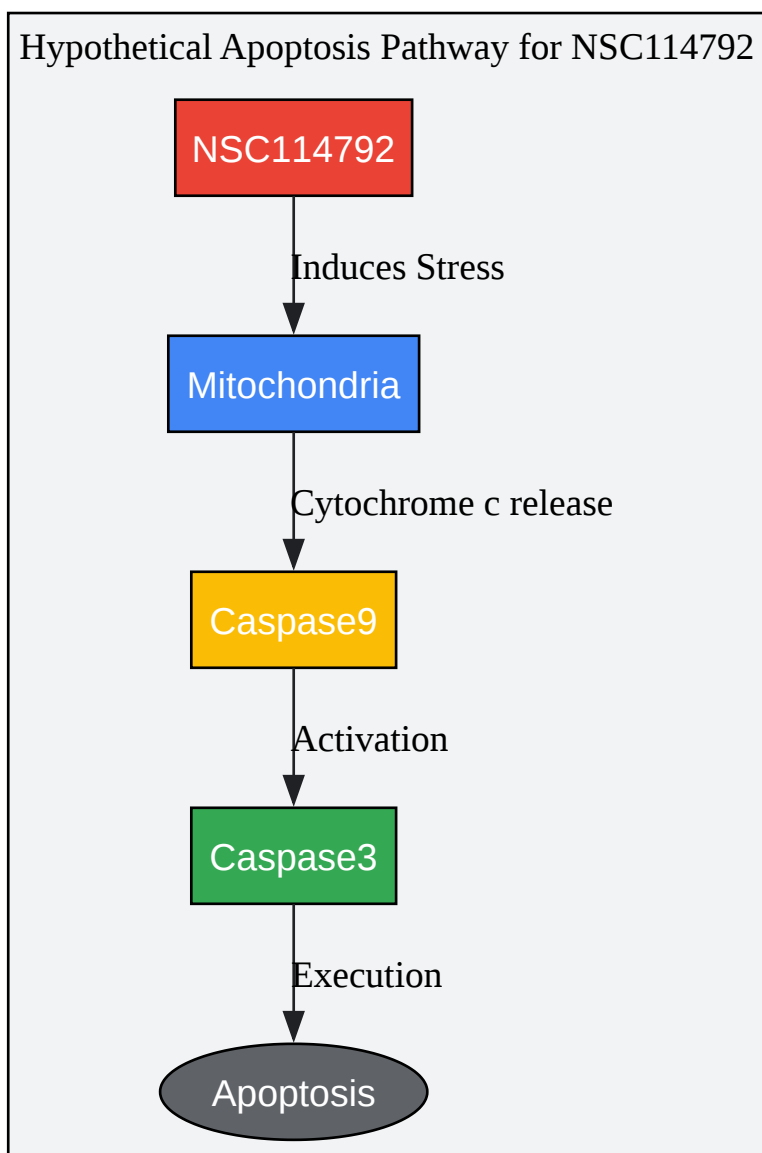 Hypothetical Apoptosis Pathway for NSC114792
NSC114792
Induces Stress
Mitochondria
Cytochrome c release
Caspase9
Activation
Caspase3
Execution
Apoptosis